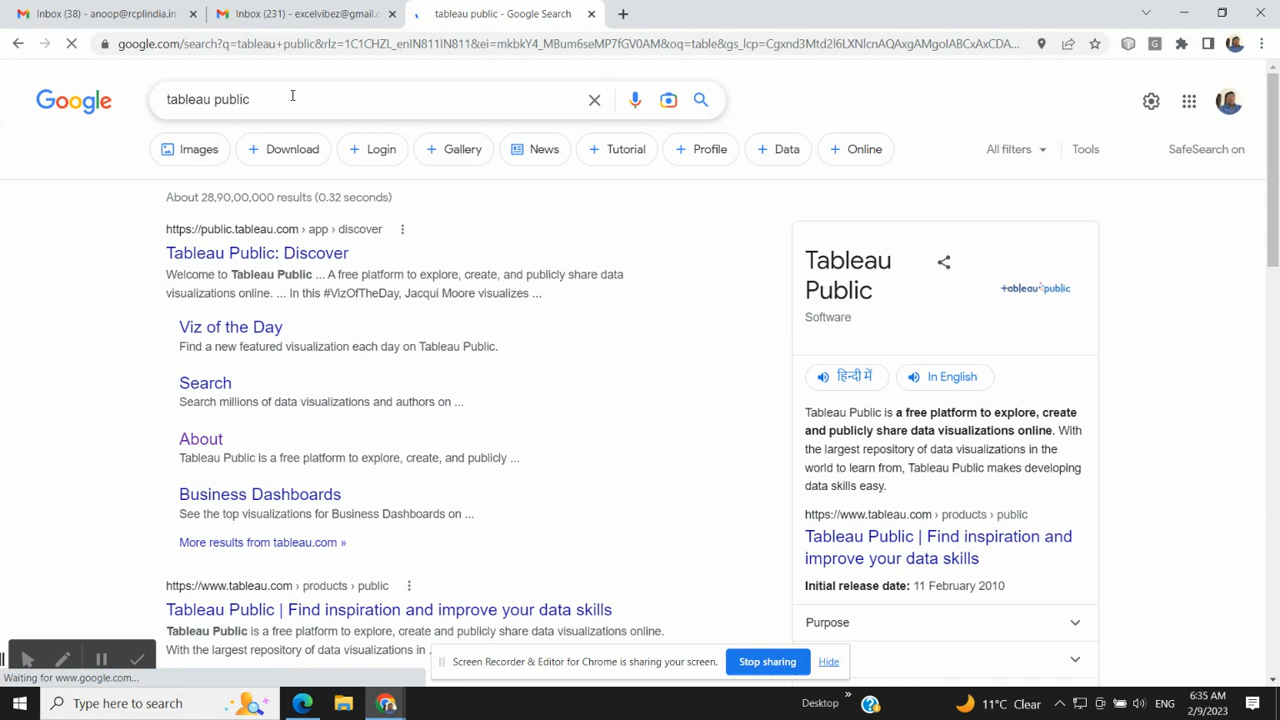 Inbox (38) - anoop@rcplindia.in
Inbox (231) - excelvibez@gmail.c
tableau public - Google Search
google.com/search?q=tableau+public&rlz=1C1CHZL_enIN811IN811&ei=mkbkY4_MBum6seMP7fGV0AM&oq=table&gs_lcp=Cgxnd3Mtd2l6LXNlcnAQAxgAMgoIABCxAxCDA...
Google
tableau public
Images
Download
Login
Gallery
News
Tutorial
Profile
Data
Online
All filters
Tools
SafeSearch on
About 28,90,00,000 results (0.32 seconds)
https://public.tableau.com › app › discover
Tableau Public: Discover
Welcome to Tableau Public ... A free platform to explore, create, and publicly share data
visualizations online. ... In this #VizOfTheDay, Jacqui Moore visualizes ...
Viz of the Day
Find a new featured visualization each day on Tableau Public.
Search
Search millions of data visualizations and authors on ...
About
Tableau Public is a free platform to explore, create, and publicly ...
Business Dashboards
See the top visualizations for Business Dashboards on ...
More results from tableau.com »
https://www.tableau.com › products › public
Tableau Public | Find inspiration and improve your data skills
Tableau Public is a free platform to explore, create and publicly share data visualizations online.
With the largest repository of data visualizations in
Tableau
Public
+ableau public
Software
हिन्दी में
In English
Tableau Public is a free platform to explore, create
and publicly share data visualizations online. With
the largest repository of data visualizations in the
world to learn from, Tableau Public makes developing
data skills easy.
https://www.tableau.com › products › public
Tableau Public | Find inspiration and
improve your data skills
Initial release date: 11 February 2010
Purpose
Screen Recorder & Editor for Chrome is sharing your screen.
Stop sharing
Hide
Waiting for www.google.com...
Type here to search
Desktop
11°C Clear
ENG
6:35 AM
2/9/2023